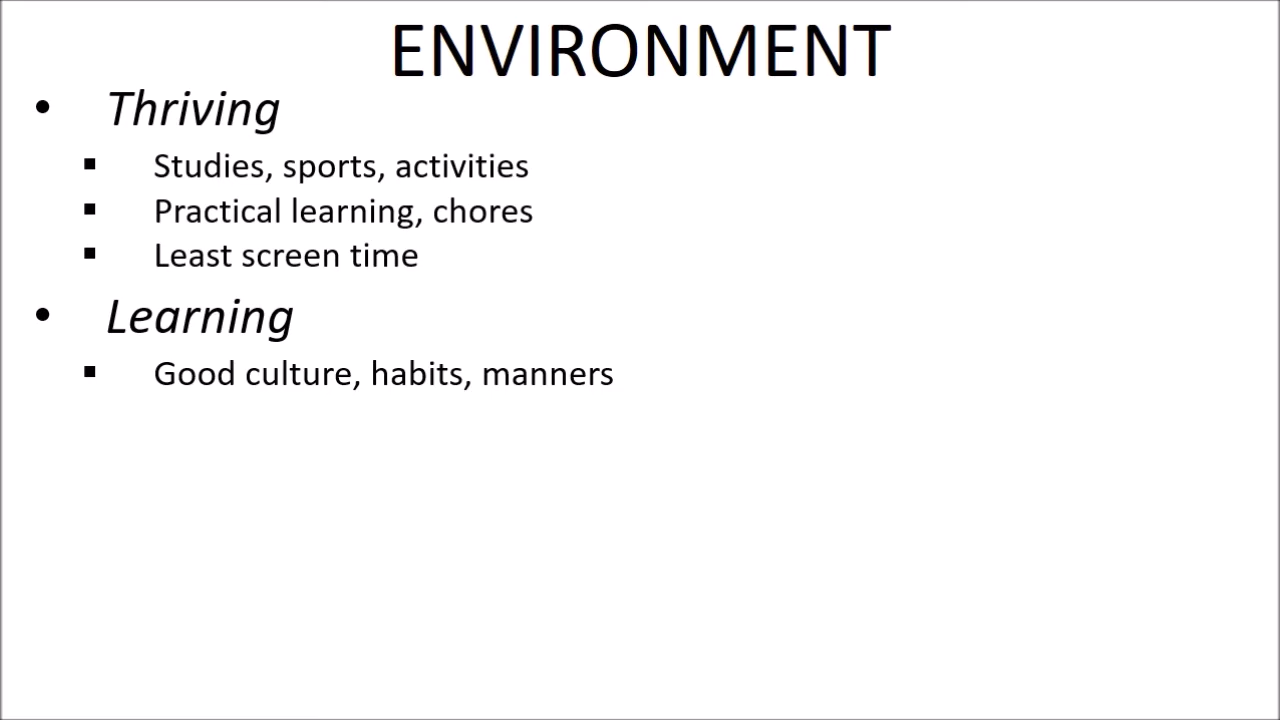 ENVIRONMENT
• Thriving
▪ Studies, sports, activities
▪ Practical learning, chores
▪ Least screen time
• Learning
▪ Good culture, habits, manners